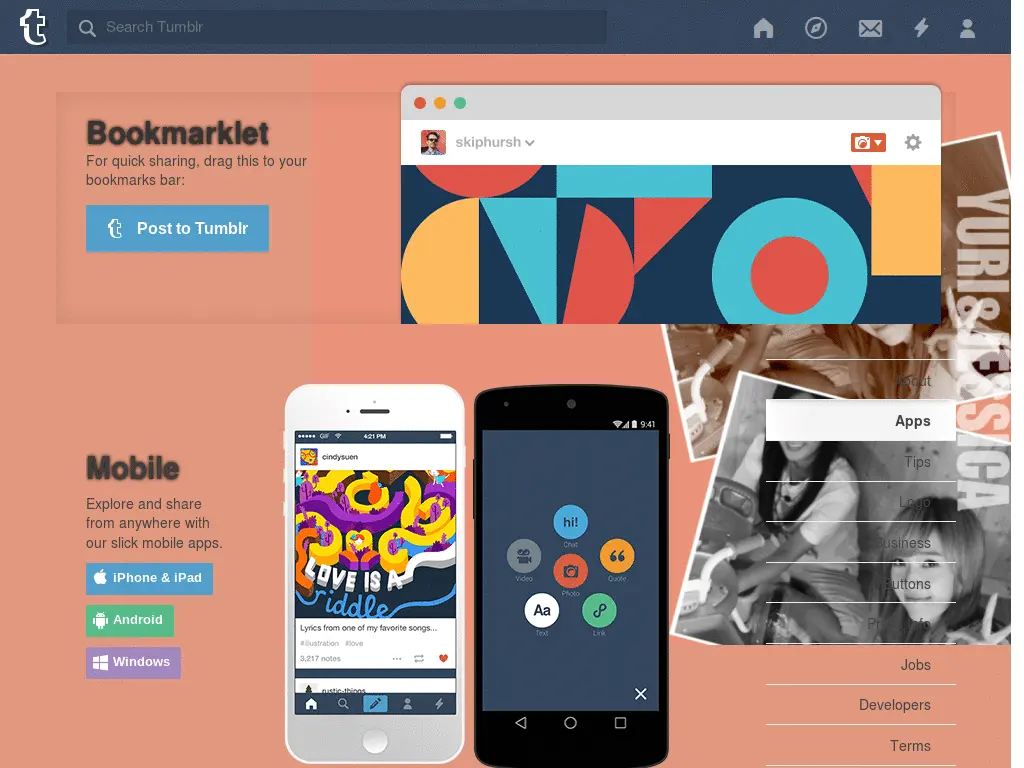 Search Tumblr
Bookmarklet
For quick sharing, drag this to your
bookmarks bar:
Post to Tumblr
skiphursh
YURI & JESSICA
About
Apps
Tips
Logo
Business
Buttons
Jobs
Developers
Terms
Mobile
Explore and share
from anywhere with
our slick mobile apps.
iPhone & iPad
Android
Windows
GIF
4:21 PM
cindysuen
LOVE IS A
riddle
Lyrics from one of my favorite songs...
#illustration #love
3,217 notes
rustic-things
9:41
hi!
Chat
Video
Photo
Quote
Aa
Text
Link